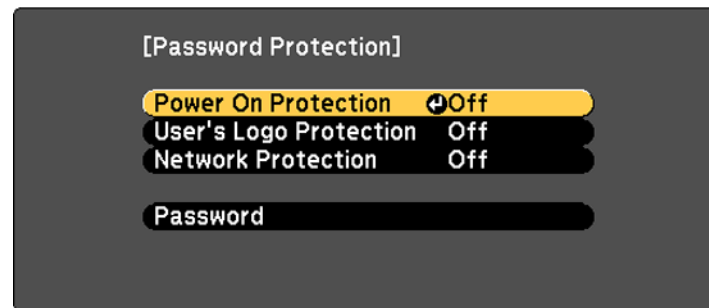 [Password Protection]
Power On Protection Off
User's Logo Protection Off
Network Protection Off
Password